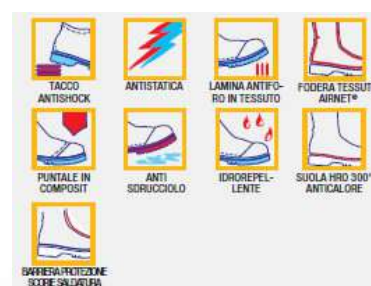 TACCO
ANTISHOCK
ANTISTATICA
LAMINA ANTIFO-
RO IN TESSUTO
FODERA TESSUT
AIRNET®
PUNTALE IN
COMPOSIT
ANTI
SDRUCCIOLO
IDROREPEL-
LENTE
SUOLA HRO 300°
ANTICALORE
BARRIERA PROTEZIONE
SCORIE SALDATURA